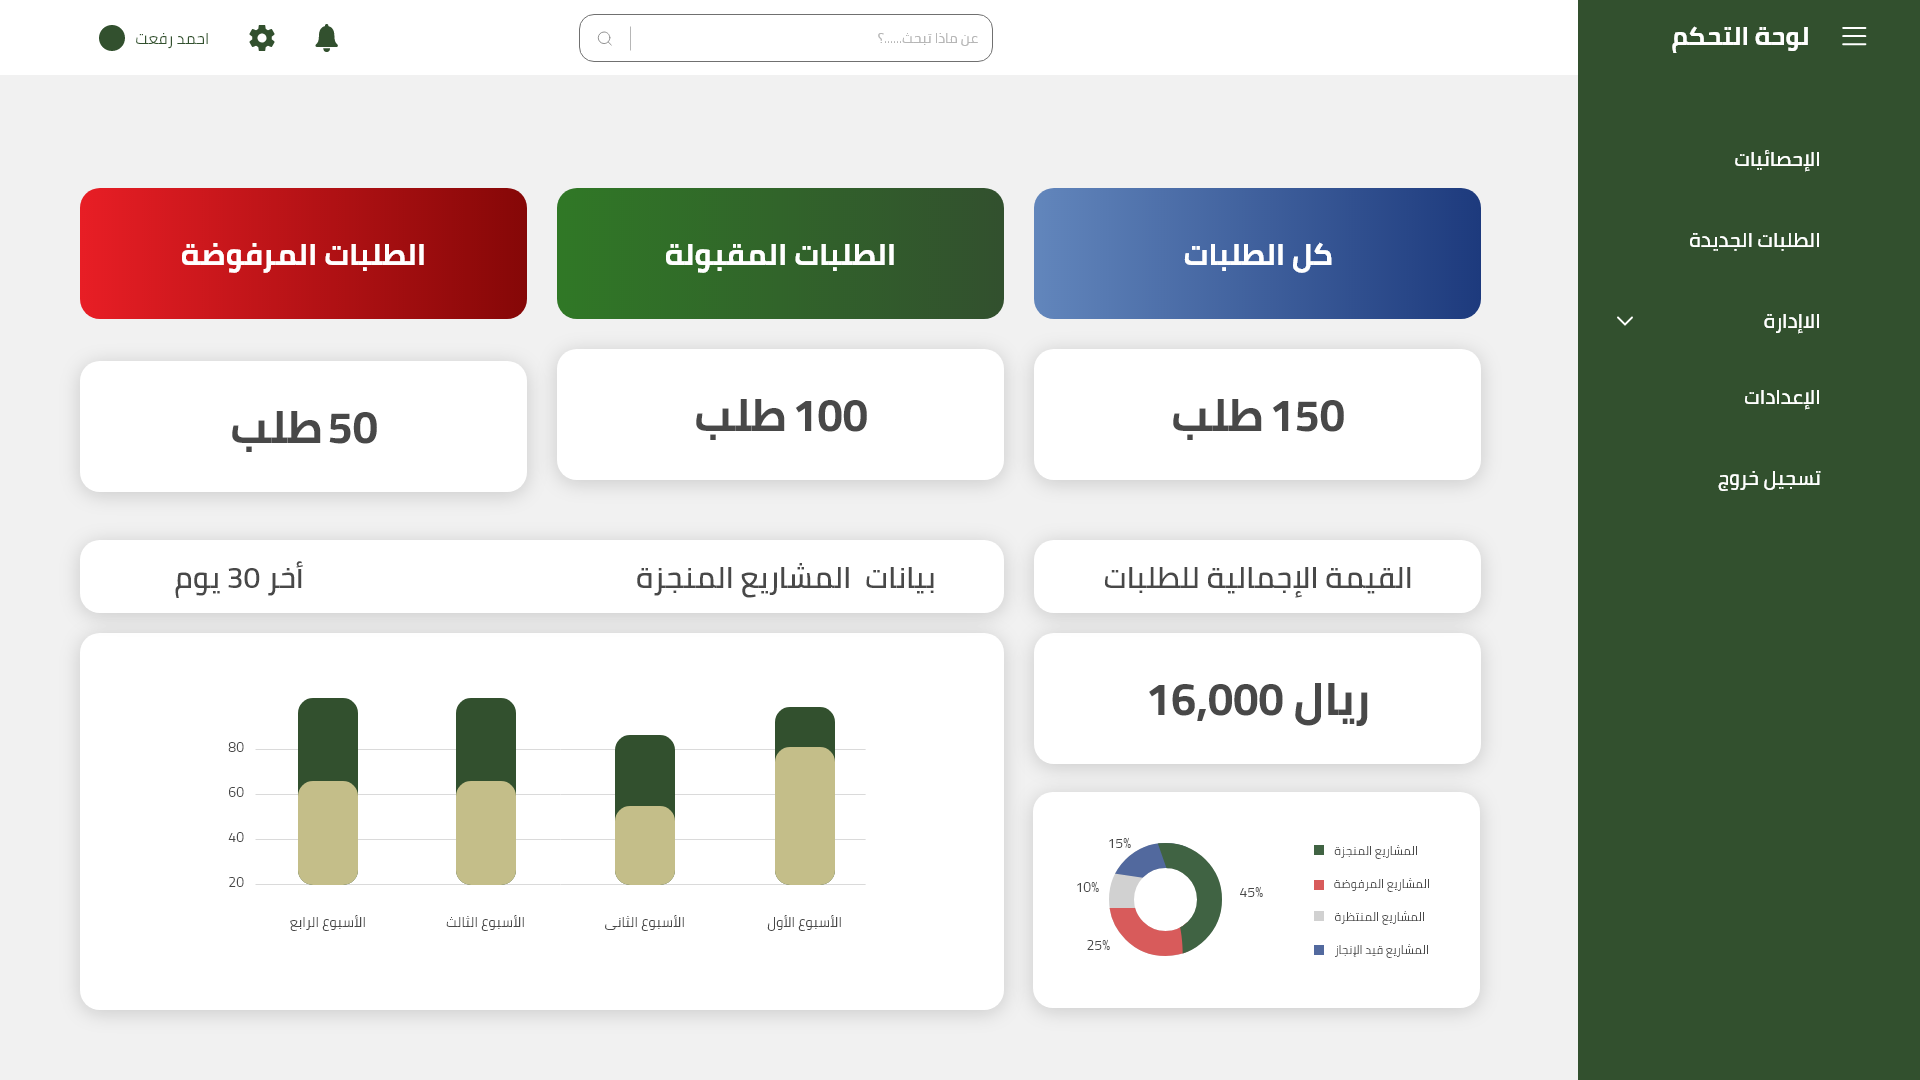 لوحة التحكم
عن ماذا تبحث......؟
احمد رفعت
الإحصائيات
الطلبات الجديدة
الاإدارة
الإعدادات
تسجيل خروج
كل الطلبات
الطلبات المقبولة
الطلبات المرفوضة
150 طلب
100 طلب
50 طلب
القيمة الإجمالية للطلبات
بيانات المشاريع المنجزة
أخر 30 يوم
ريال 16,000
المشاريع المنجزة
المشاريع المرفوضة
المشاريع المنتظرة
المشاريع قيد الإنجاز
15%
10%
45%
25%
80
60
40
20
الأسبوع الأول
الأسبوع الثانى
الأسبوع الثالث
الأسبوع الرابع